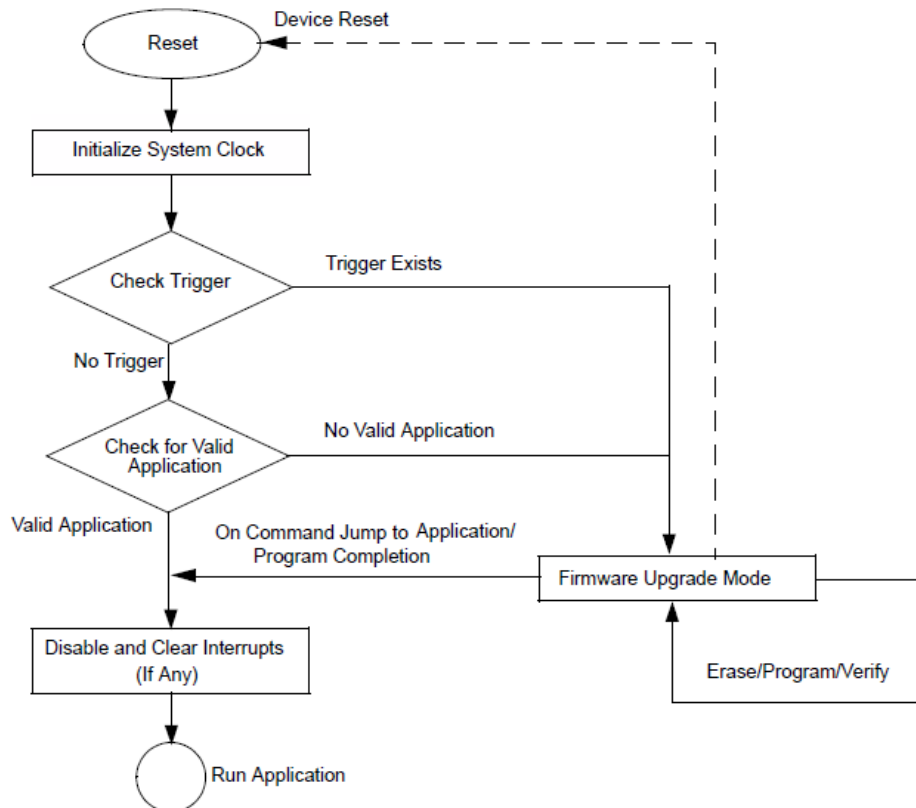 Device Reset
Reset
Initialize System Clock
Trigger Exists
Check Trigger
No Trigger
No Valid Application
Check for Valid
Application
Valid Application
On Command Jump to Application/
Program Completion
Firmware Upgrade Mode
Disable and Clear Interrupts
(If Any)
Erase/Program/Verify
Run Application